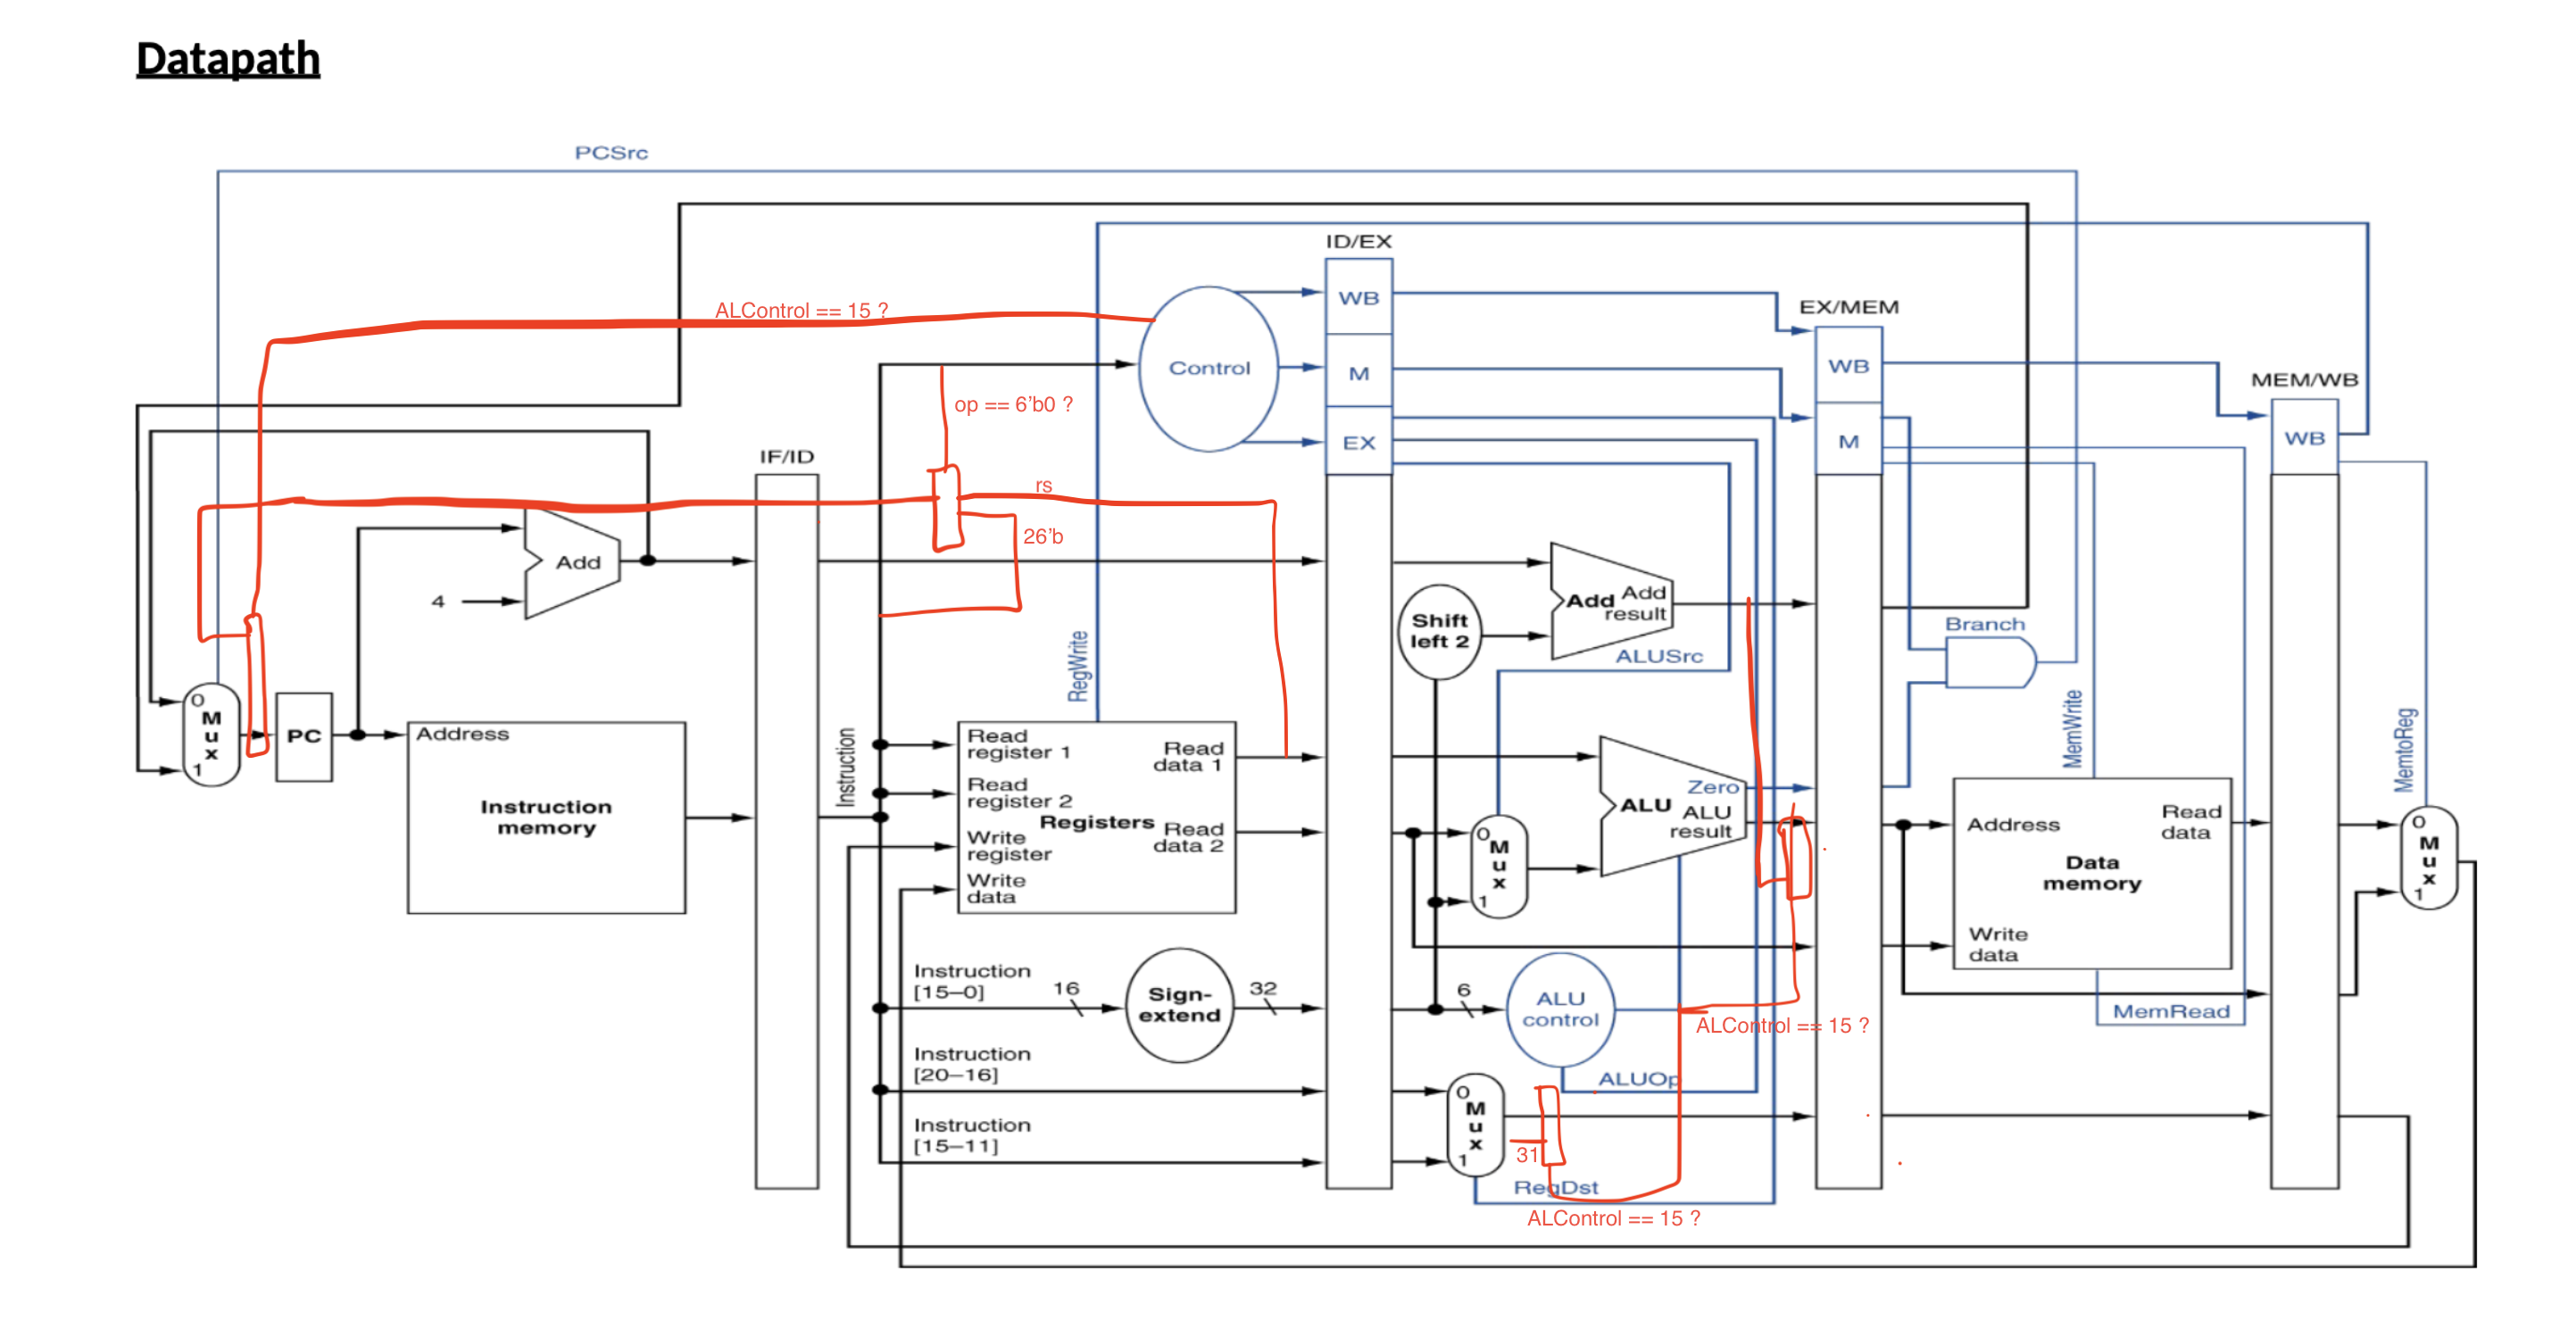 Datapath
PCSrc
ID/EX
WB
ALControl == 15 ?
EX/MEM
Control
M
WB
MEM/WB
op == 6'b0 ?
EX
M
WB
IF/ID
rs
26'b
Add
4
Shift
left 2
Add
Add
result
Branch
ALUSrc
RegWrite
MemWrite
MemtoReg
0
M
u
x
1
PC
Address
Instruction
memory
Instruction
Read
register 1
Read
data 1
Read
register 2
Registers
Write
register
Read
data 2
Write
data
0
M
u
x
1
Zero
ALU
ALU
result
Address
Read
data
Data
memory
Write
data
0
M
u
x
1
Instruction
[15–0]
16
Sign-
extend
32
6
ALU
control
ALControl == 15 ?
MemRead
Instruction
[20–16]
ALUOp
0
M
u
x
1
Instruction
[15–11]
31
RegDst
ALControl == 15 ?